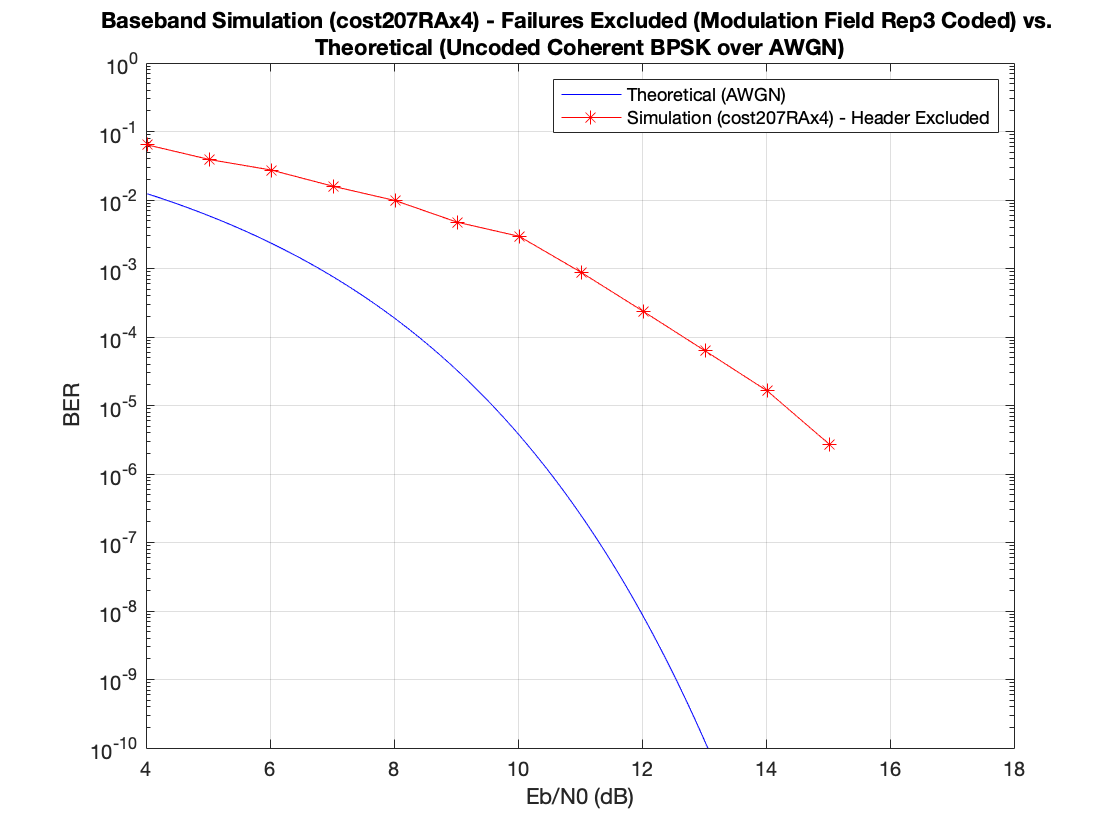 Baseband Simulation (cost207RAx4) - Failures Excluded (Modulation Field Rep3 Coded) vs.
Theoretical (Uncoded Coherent BPSK over AWGN)
Theoretical (AWGN)
Simulation (cost207RAx4) - Header Excluded
BER
10^0
10^-1
10^-2
10^-3
10^-4
10^-5
10^-6
10^-7
10^-8
10^-9
10^-10
4 6 8 10 12 14 16 18
Eb/N0 (dB)